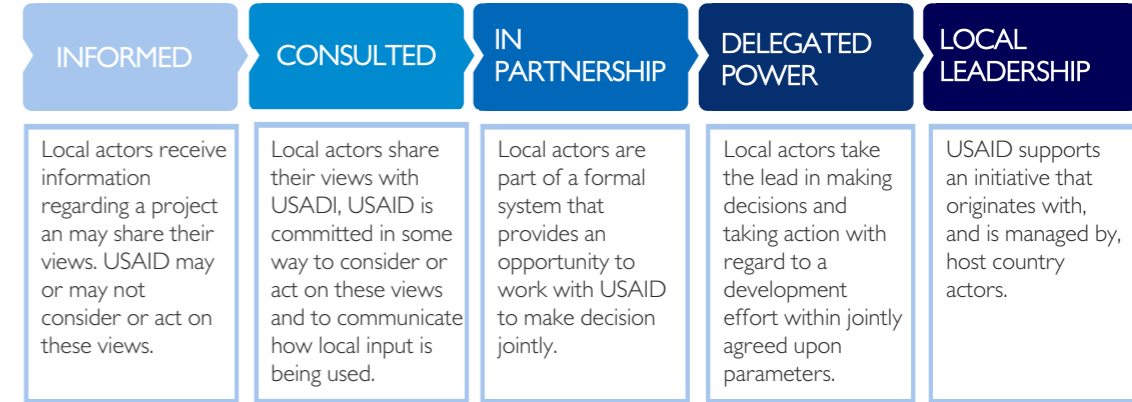 INFORMED
Local actors receive
information
regarding a project
an may share their
views. USAID may
or may not
consider or act on
these views.
CONSULTED
Local actors share
their views with
USADI, USAID is
committed in some
way to consider or
act on these views
and to communicate
how local input is
being used.
IN
PARTNERSHIP
Local actors are
part of a formal
system that
provides an
opportunity to
work with USAID
to make decision
jointly.
DELEGATED
POWER
Local actors take
the lead in making
decisions and
taking action with
regard to a
development
effort within jointly
agreed upon
parameters.
LOCAL
LEADERSHIP
USAID supports
an initiative that
originates with,
and is managed by,
host country
actors.